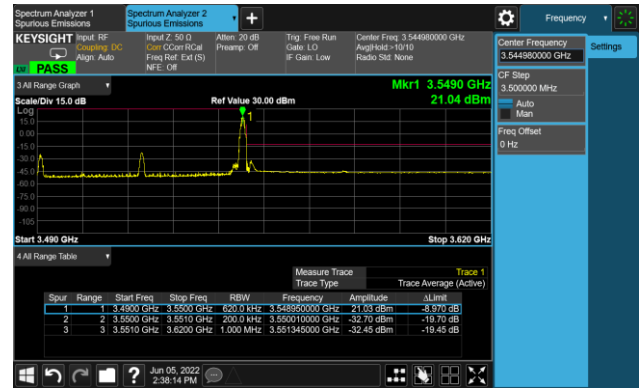 Spectrum Analyzer 1
Spurious Emissions
Spectrum Analyzer 2
Spurious Emissions
Frequency
KEYSIGHT
Input: RF
Coupling: DC
Align: Auto
Input Z: 50 Ω
Corr CCorr RCal
Freq Ref: Ext (S)
NFE: Off
Atten: 20 dB
Preamp: Off
Trig: Free Run
Gate: LO
IF Gain: Low
Center Freq: 3.544980000 GHz
Avg|Hold:>10/10
Radio Std: None
PASS
Center Frequency
3.544980000 GHz
Settings
CF Step
3.500000 MHz
Auto
Man
Freq Offset
0 Hz
3 All Range Graph
Mkr1 3.5490 GHz
21.04 dBm
Scale/Div 15.0 dB
Ref Value 30.00 dBm
Log
15.0
0.00
-15.0
-30.0
-45.0
-60.0
-75.0
-90.0
-105
1
Start 3.490 GHz
Stop 3.620 GHz
4 All Range Table
Measure Trace Trace 1
Trace Type Trace Average (Active)
Spur Range Start Freq Stop Freq RBW Frequency Amplitude ΔLimit
1 1 3.4900 GHz 3.5500 GHz 620.0 kHz 3.548950000 GHz 21.03 dBm -8.970 dB
2 2 3.5500 GHz 3.5510 GHz 200.0 kHz 3.550010000 GHz -32.70 dBm -19.70 dB
3 3 3.5510 GHz 3.6200 GHz 1.000 MHz 3.551345000 GHz -32.45 dBm -19.45 dB
Jun 05, 2022
2:38:14 PM